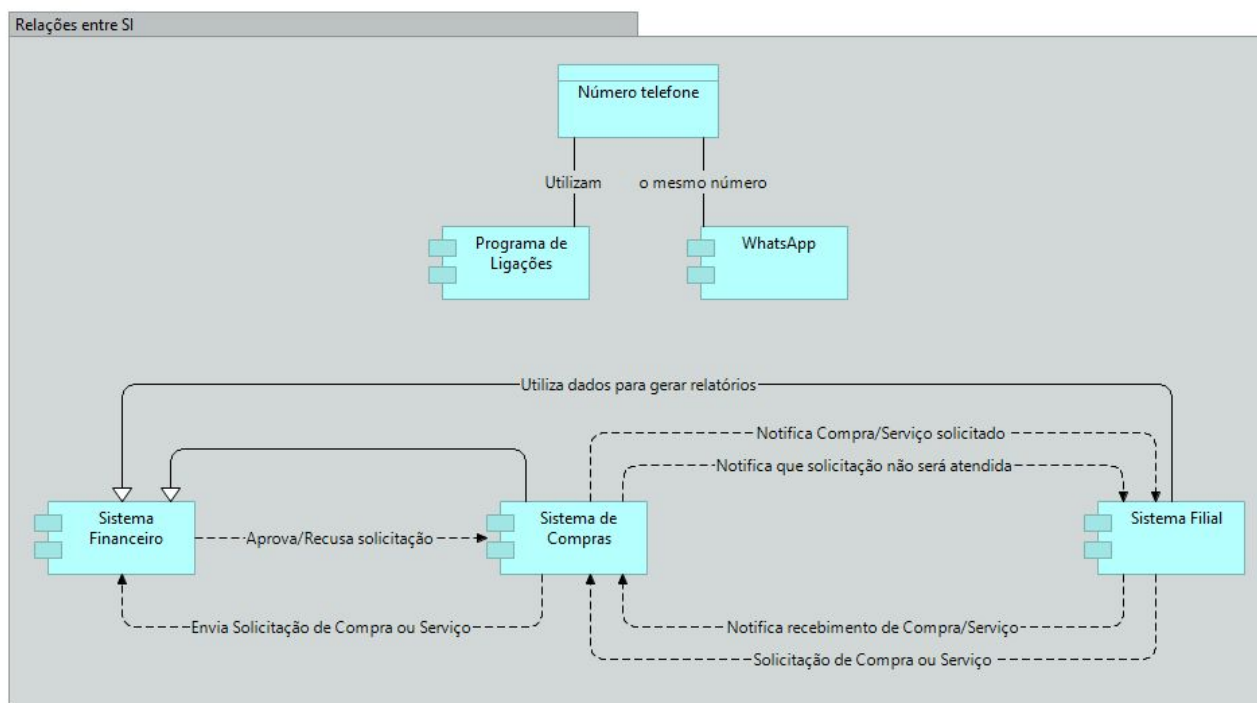 Relações entre SI
Número telefone
Utilizam
o mesmo número
Programa de
Ligações
WhatsApp
Utiliza dados para gerar relatórios
Notifica Compra/Serviço solicitado
Notifica que solicitação não será atendida
Sistema
Financeiro
Aprova/Recusa solicitação
Sistema de
Compras
Sistema Filial
Envia Solicitação de Compra ou Serviço
Notifica recebimento de Compra/Serviço
Solicitação de Compra ou Serviço